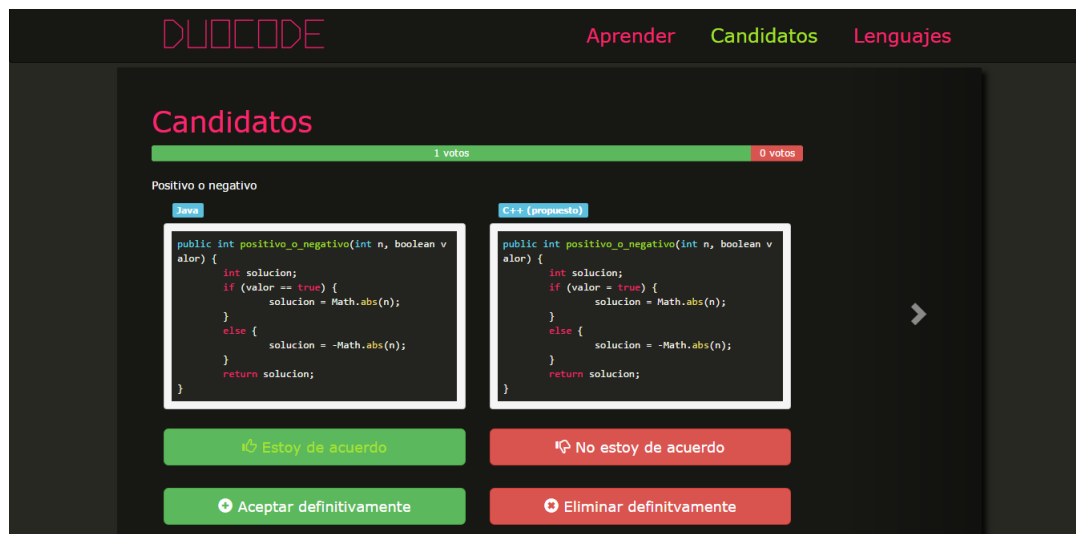 DUOCODE
Aprender Candidatos Lenguajes
Candidatos
1 votos 0 votos
Positivo o negativo
Java
public int positivo_o_negativo(int n, boolean v
alor) {
int solucion;
if (valor == true) {
solucion = Math.abs(n);
}
else {
solucion = -Math.abs(n);
}
return solucion;
}
C++ (propuesto)
public int positivo_o_negativo(int n, boolean v
alor) {
int solucion;
if (valor = true) {
solucion = Math.abs(n);
}
else {
solucion = -Math.abs(n);
}
return solucion;
}
Estoy de acuerdo
No estoy de acuerdo
Aceptar definitivamente
Eliminar definitvamente